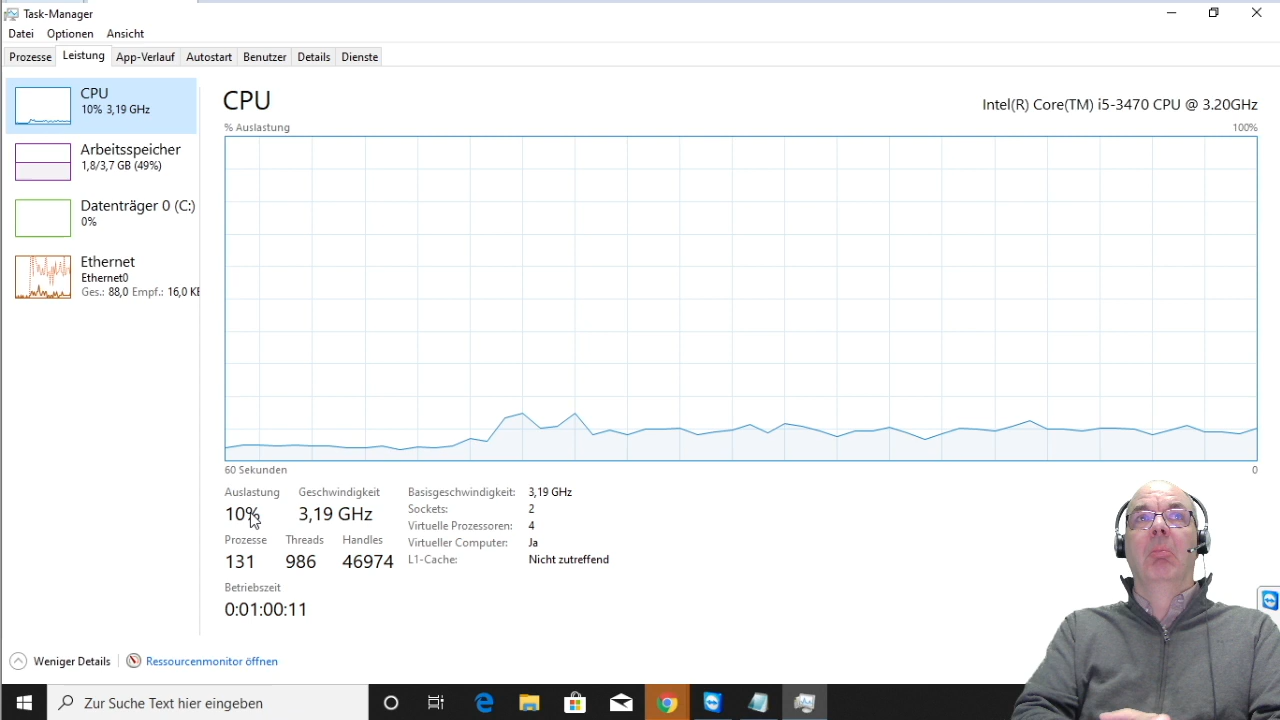 Task-Manager
Datei Optionen Ansicht
Prozesse Leistung App-Verlauf Autostart Benutzer Details Dienste
CPU
10% 3,19 GHz
Arbeitsspeicher
1,8/3,7 GB (49%)
Datenträger 0 (C:)
0%
Ethernet
Ethernet0
Ges.: 88,0 Empf.: 16,0 KE
CPU
Intel(R) Core(TM) i5-3470 CPU @ 3.20GHz
% Auslastung 100%
60 Sekunden 0
Auslastung Geschwindigkeit
10% 3,19 GHz
Prozesse Threads Handles
131 986 46974
Betriebszeit
0:01:00:11
Basisgeschwindigkeit: 3,19 GHz
Sockets: 2
Virtuelle Prozessoren: 4
Virtueller Computer: Ja
L1-Cache: Nicht zutreffend
Weniger Details Ressourcenmonitor öffnen
Zur Suche Text hier eingeben